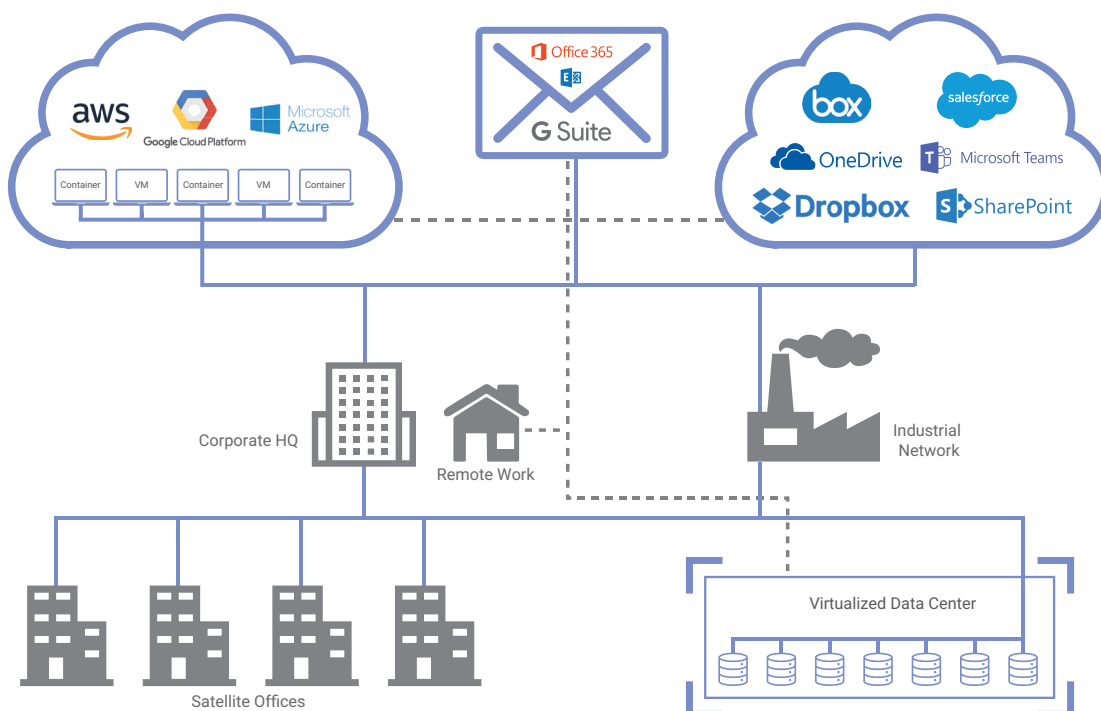 aws
Google Cloud Platform
Microsoft
Azure
Container
VM
Container
VM
Container
Office 365
E
G Suite
box
salesforce
OneDrive
T
Microsoft Teams
Dropbox
S
SharePoint
Corporate HQ
Remote Work
Industrial
Network
Satellite Offices
Virtualized Data Center